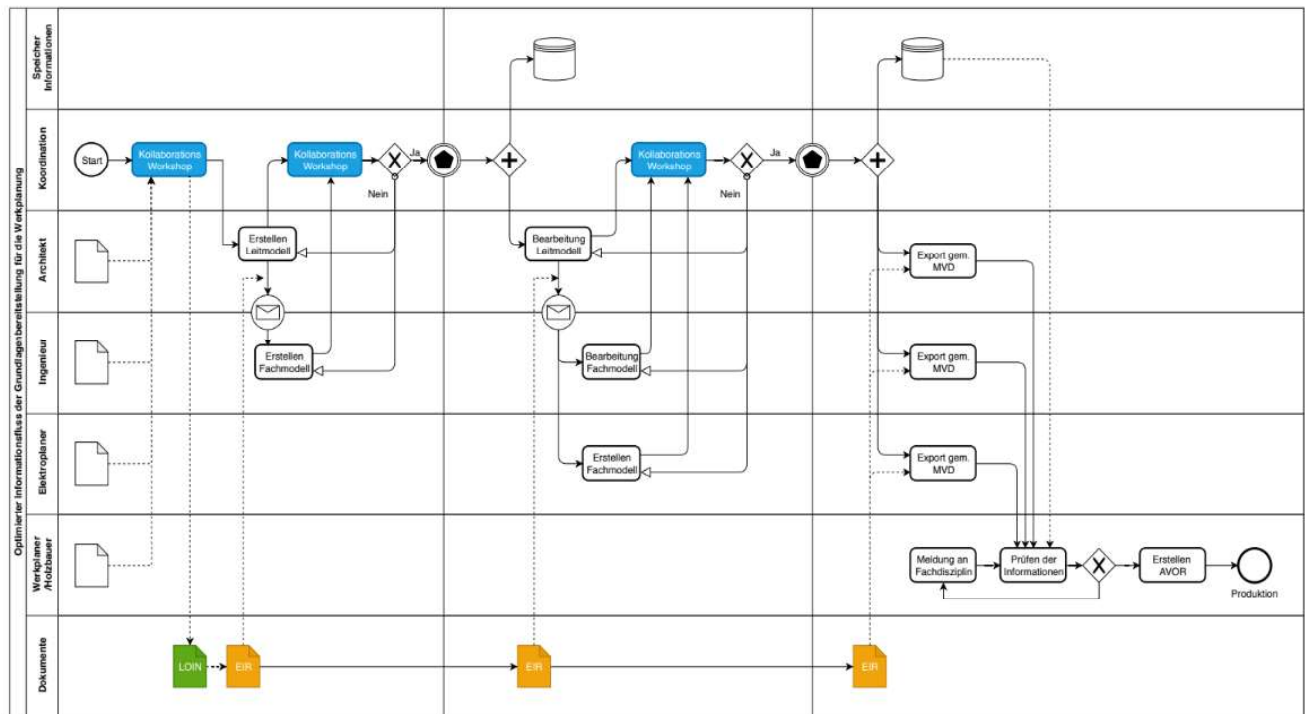 Optimierter Informationsfluss der Grundlagenbereitstellung für die Werkplanung
Speicher
Informationen
Koordination
Start
Kollaborations
Workshop
Kollaborations
Workshop
Ja
Nein
Kollaborations
Workshop
Ja
Nein
Architekt
Erstellen
Leitmodell
Bearbeitung
Leitmodell
Export gem.
MVD
Ingenieur
Erstellen
Fachmodell
Bearbeitung
Fachmodell
Export gem.
MVD
Elektroplaner
Erstellen
Fachmodell
Export gem.
MVD
Werkplaner
/Holzbauer
Meldung an
Fachdisziplin
Prüfen der
Informationen
Erstellen
AVOR
Produktion
Dokumente
LOIN
EIR
EIR
EIR